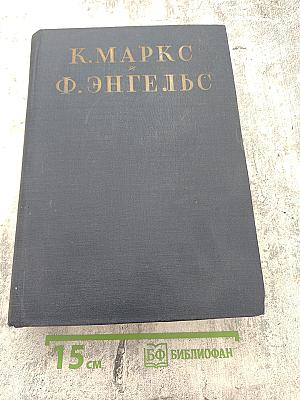 К. МАРКС
и
Ф. ЭНГЕЛЬС
15 см
БФ БИБЛИОФАН